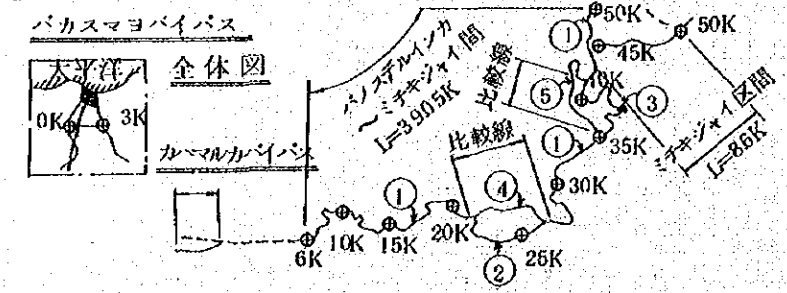 パカスマヨバイパス
全体図
太平洋
0K
3K
カハマルカバイパス
バノスデルインカ
〜ミチキジャイ間
L=39.05K
比較線
比較線
ミチキジャイ区間
L=8.6K
6K
10K
15K
20K
25K
30K
35K
40K
45K
50K
50K
①
①
①
②
③
④
⑤